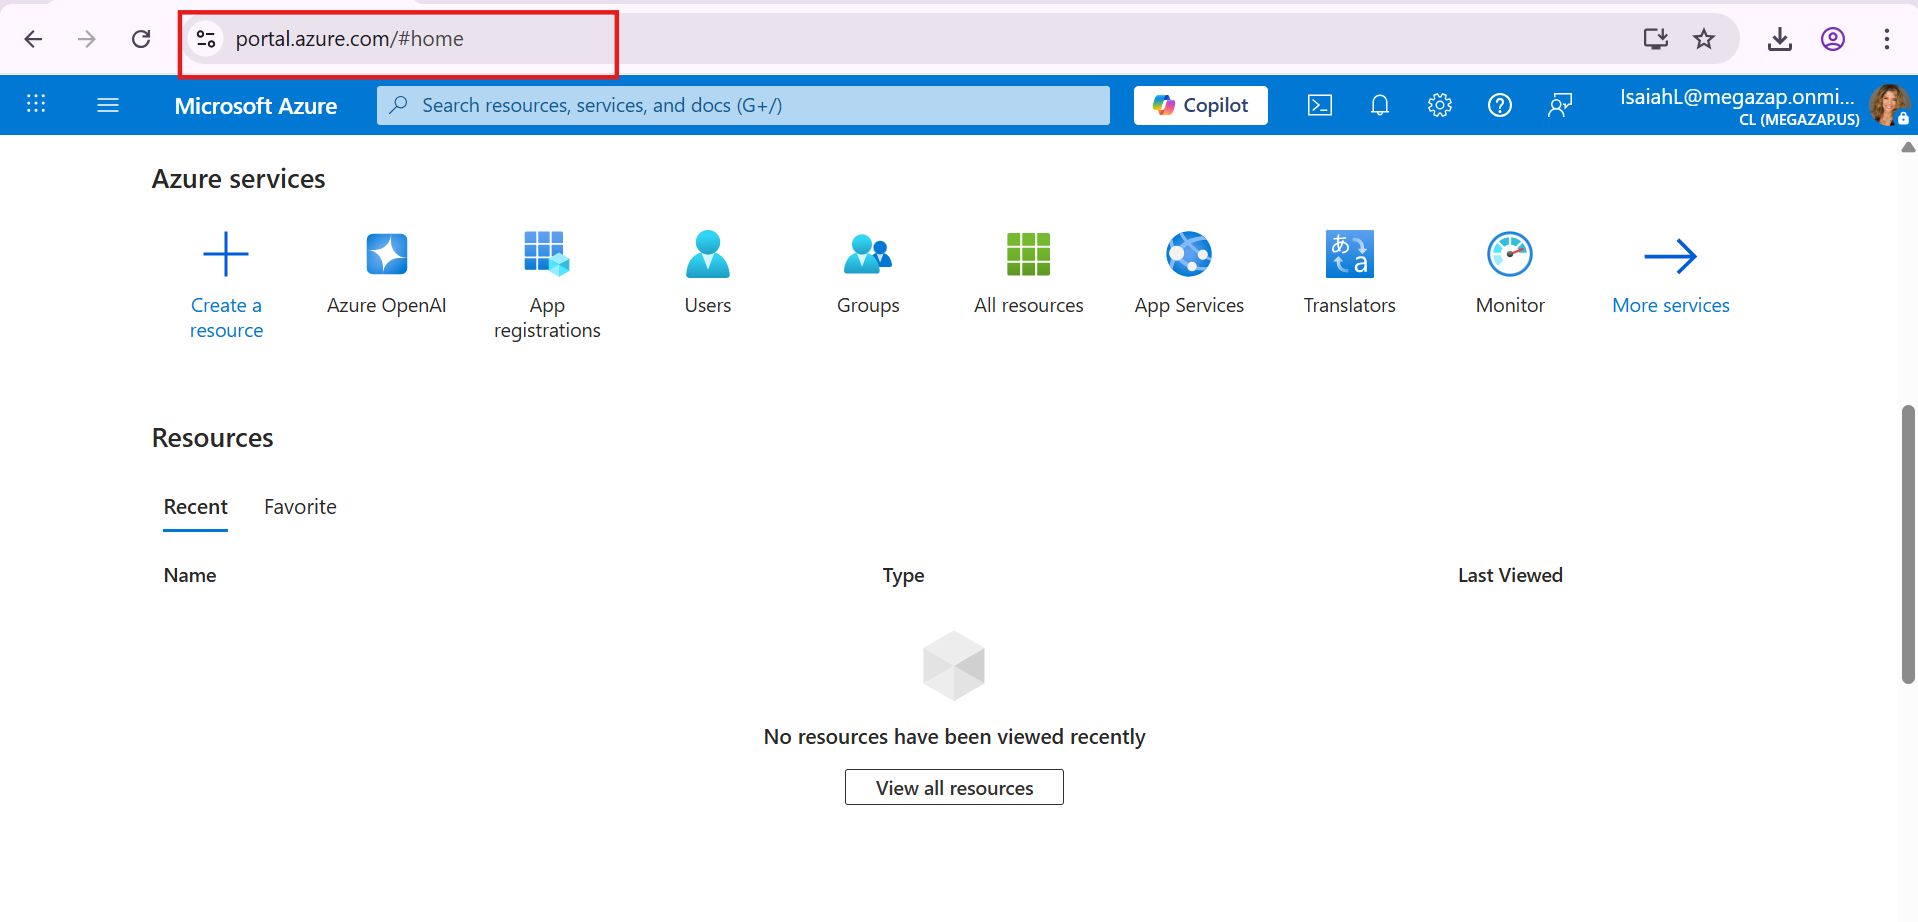 portal.azure.com/#home
Microsoft Azure
Search resources, services, and docs (G+/)
Copilot
IsaiahL@megazap.onmi...
CL (MEGAZAP.US)
Azure services
Create a
resource
Azure OpenAI
App
registrations
Users
Groups
All resources
App Services
あ a
Translators
Monitor
More services
Resources
Recent
Favorite
Name
Type
Last Viewed
No resources have been viewed recently
View all resources